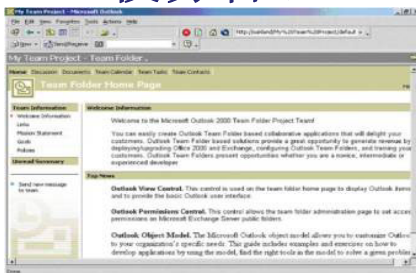 My Team Project - Microsoft Outlook
File Edit View Favorites Tools Actions Help
My Team Project - Team Folder
Home Discussion Documents Team Calendar Team Tasks Team Contacts
Team Folder Home Page
Team Information
Welcome Information
Links
Mission Statement
Goals
Policies
Unread Summary
Send new message
to team
Welcome Information
Welcome to the Microsoft Outlook 2000 Team Folder Project Team!
You can easily create Outlook Team Folder based collaborative applications that will delight your
customers. Outlook Team Folder based solutions provide a great opportunity to generate revenue by
deploying/upgrading Office 2000 and Exchange, configuring Outlook Team Folders, and training your
customers. Outlook Team Folders present opportunities whether you are a novice, intermediate or
experienced developer.
Top News
Outlook View Control. This control is used on the team folder home page to display Outlook items
and to provide the basic Outlook user interface.
Outlook Permissions Control. This control allows the team folder administration page to set access
permissions on Microsoft Exchange Server public folders.
Outlook Object Model. The Microsoft Outlook object model allows you to customize Outlook
to your organization's specific needs. This guide includes examples and exercises on how to
develop applications by using the model, find the right tools in the model to solve a given problem
Done